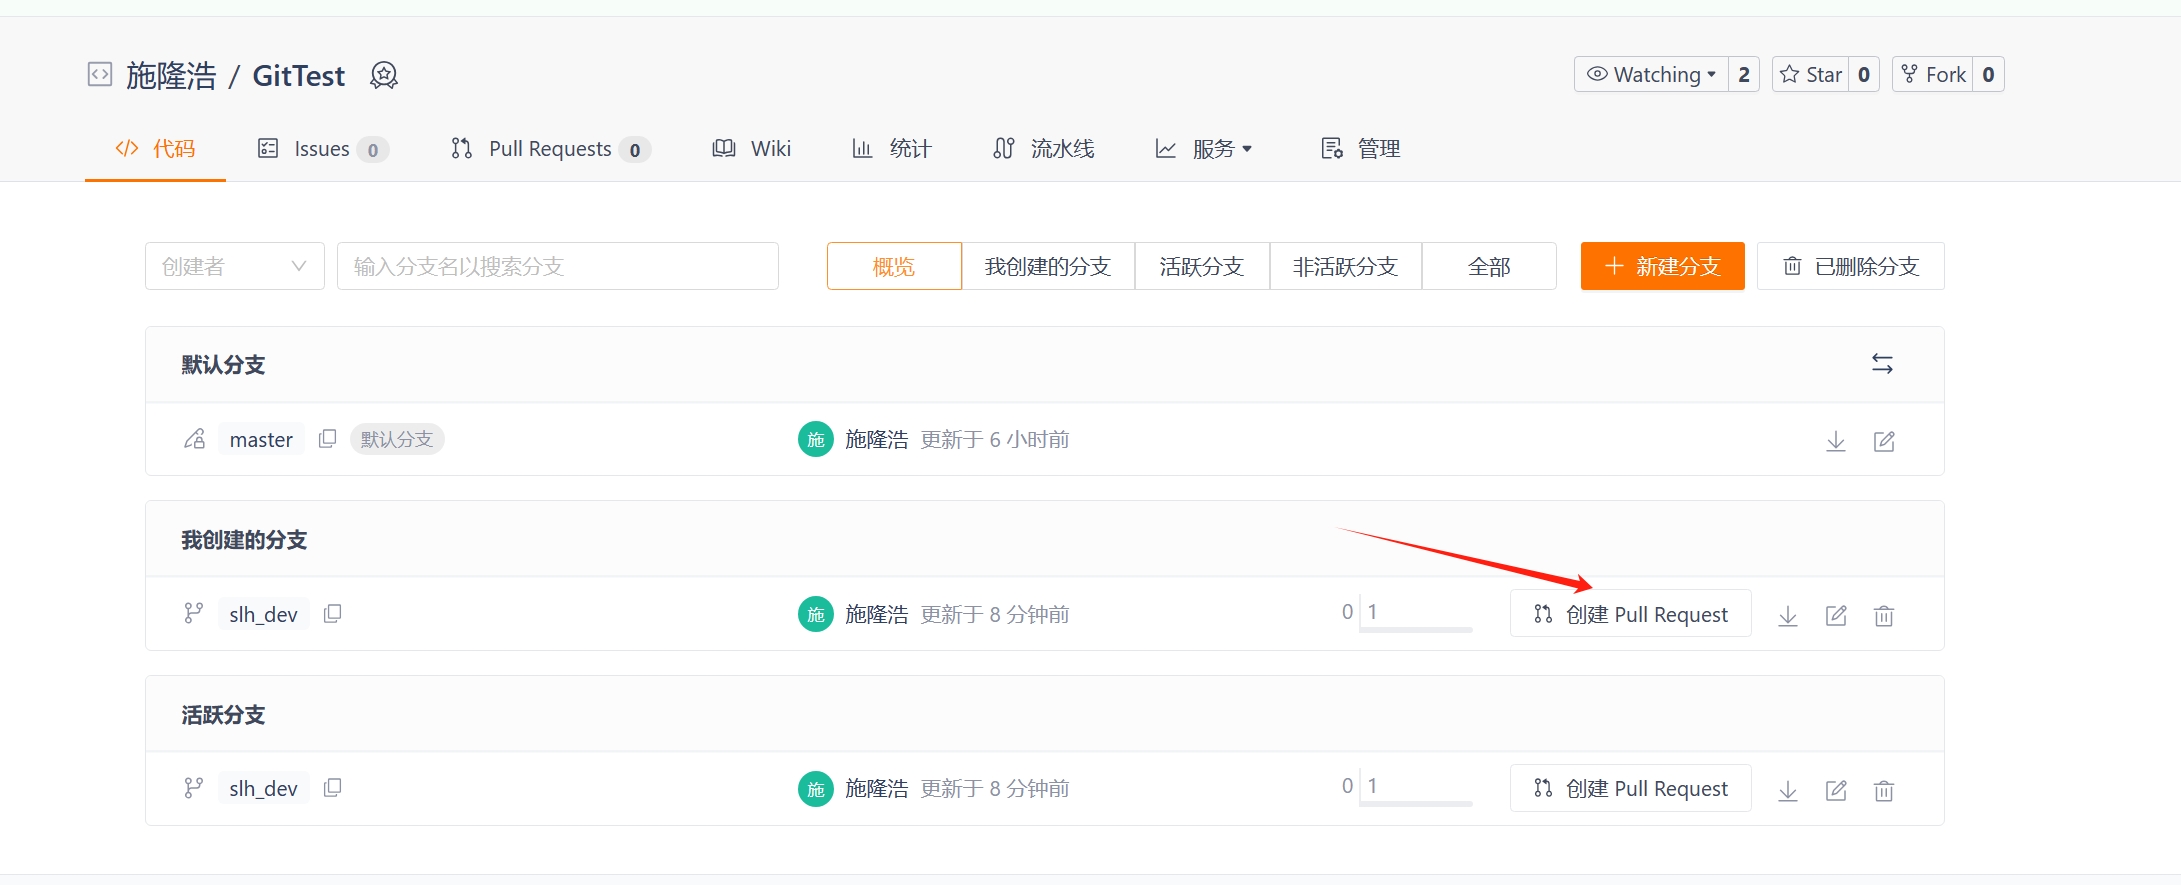 施隆浩 / GitTest
Watching 2 Star 0 Fork 0
代码 Issues 0 Pull Requests 0 Wiki 统计 流水线 服务 管理
创建者 输入分支名以搜索分支 概览 我创建的分支 活跃分支 非活跃分支 全部 新建分支 已删除分支
默认分支
master 默认分支 施 施隆浩 更新于 6 小时前
我创建的分支
slh_dev 施 施隆浩 更新于 8 分钟前 0 1 创建 Pull Request
活跃分支
slh_dev 施 施隆浩 更新于 8 分钟前 0 1 创建 Pull Request